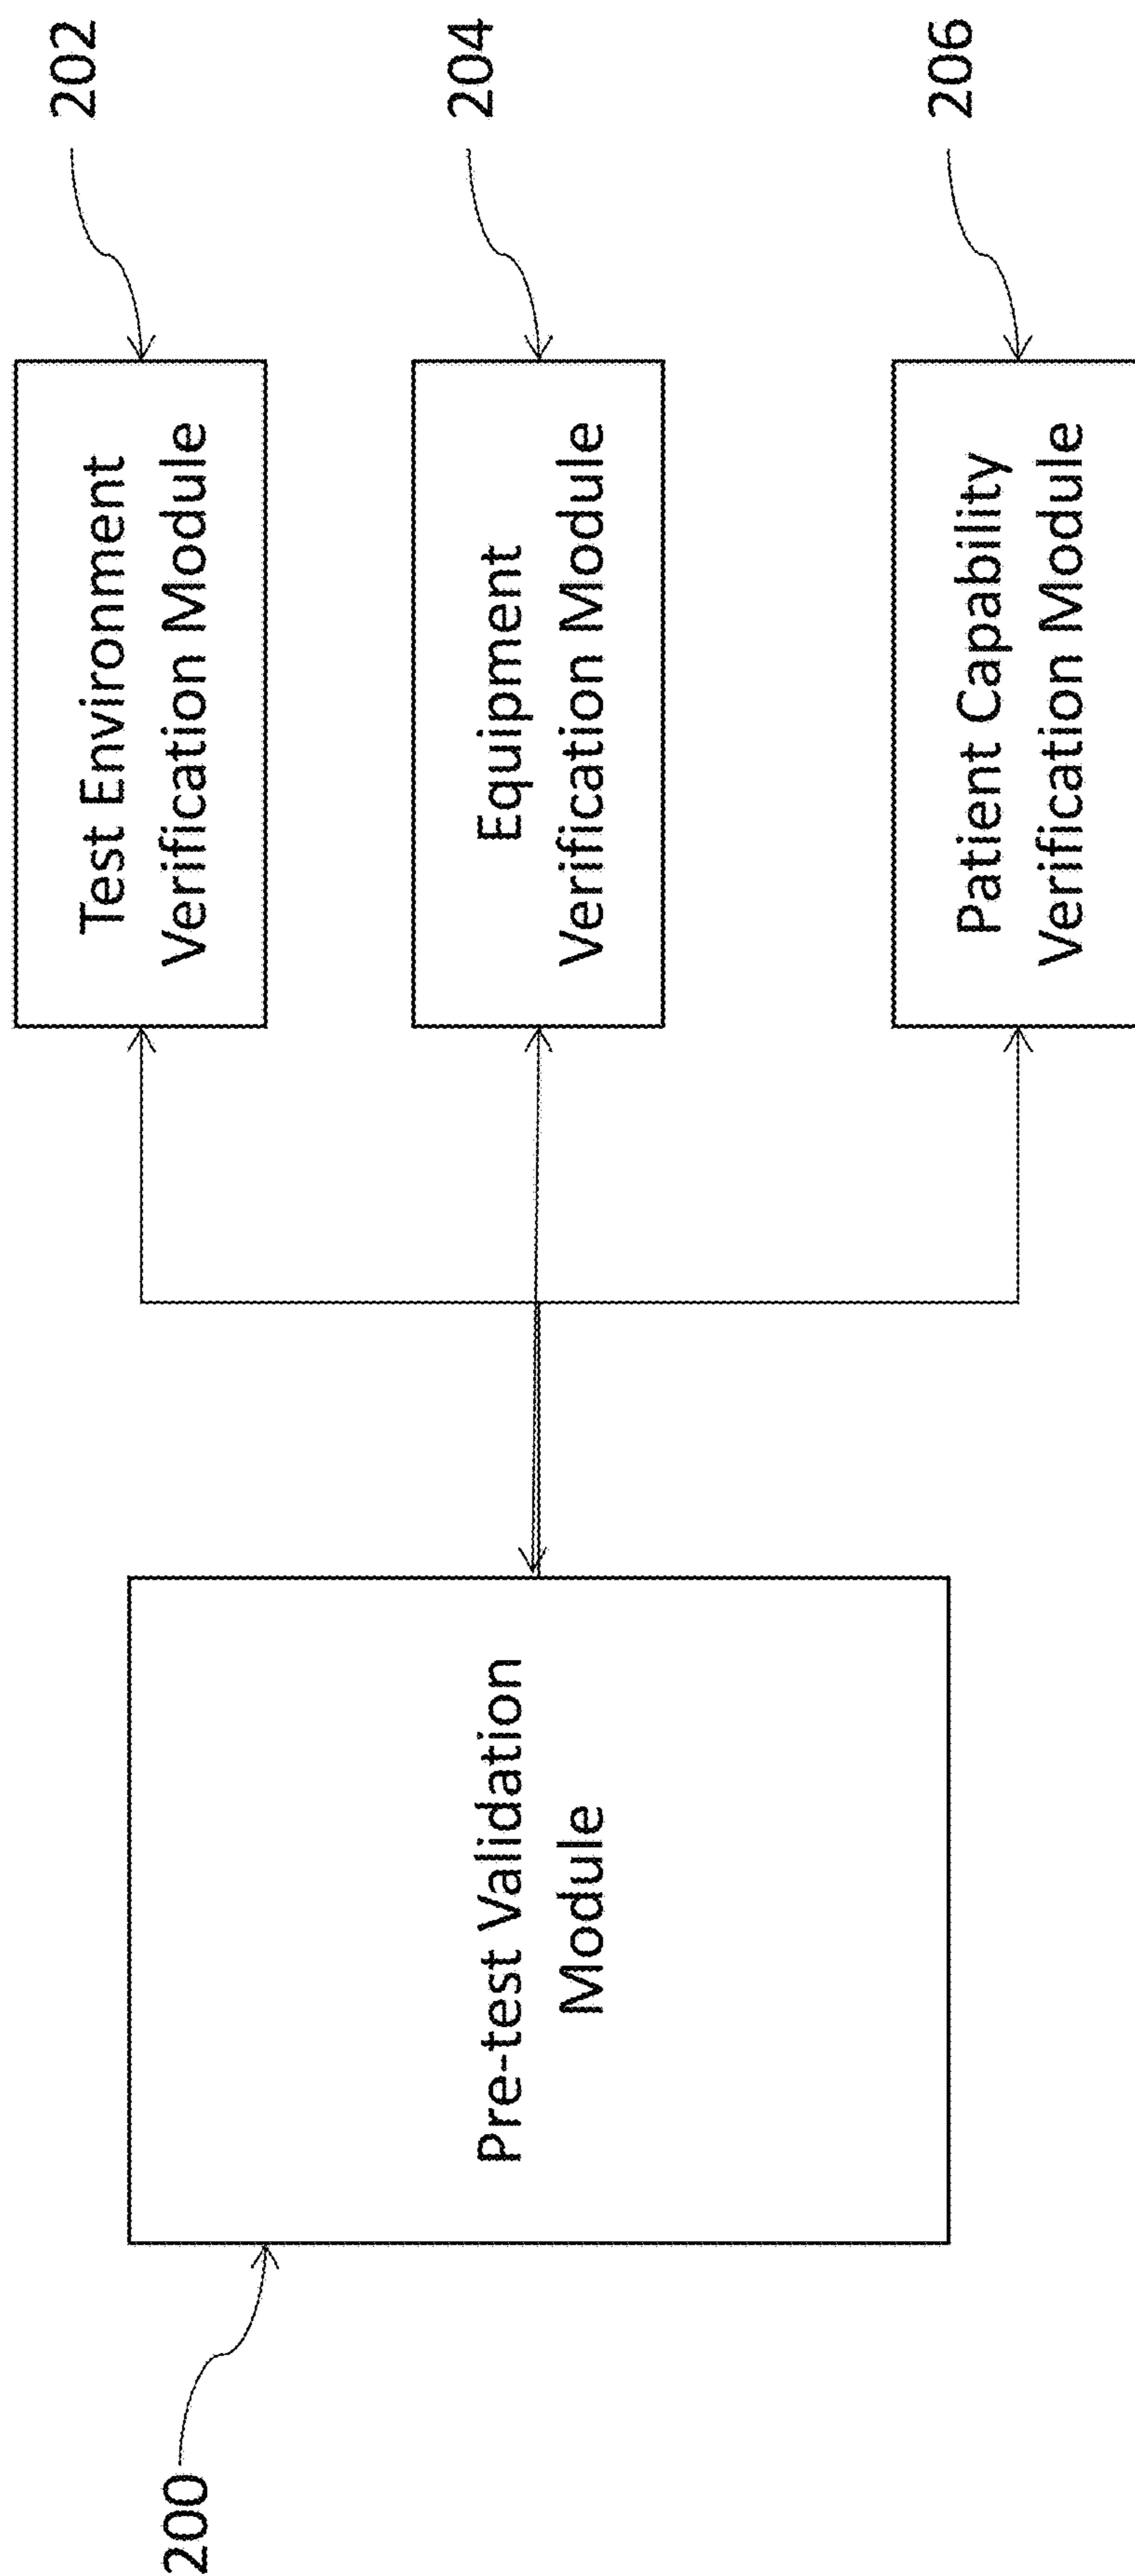 200
Pre-test Validation
Module
Test Environment
Verification Module
202
Equipment
Verification Module
204
Patient Capability
Verification Module
206